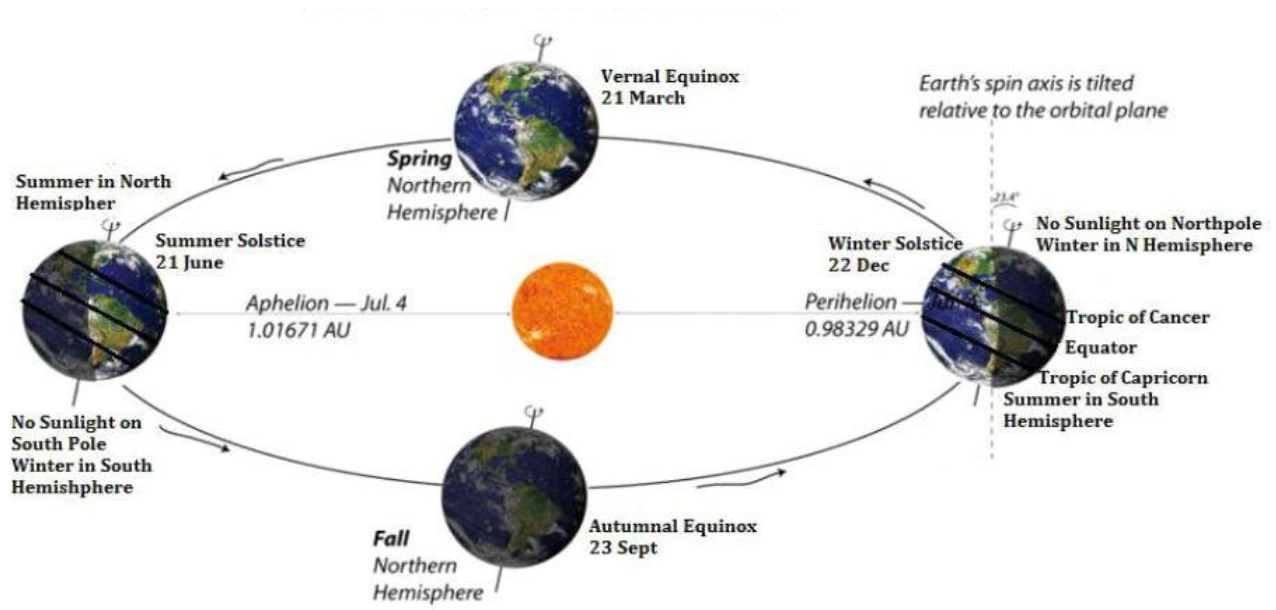 Vernal Equinox
21 March
Earth's spin axis is tilted
relative to the orbital plane
Spring
Northern
Hemisphere
Summer in North
Hemispher
23.4°
No Sunlight on Northpole
Winter in N Hemisphere
Summer Solstice
21 June
Winter Solstice
22 Dec
Aphelion — Jul. 4
1.01671 AU
Perihelion —
0.98329 AU
Tropic of Cancer
Equator
Tropic of Capricorn
Summer in South
Hemisphere
No Sunlight on
South Pole
Winter in South
Hemishphere
Autumnal Equinox
23 Sept
Fall
Northern
Hemisphere